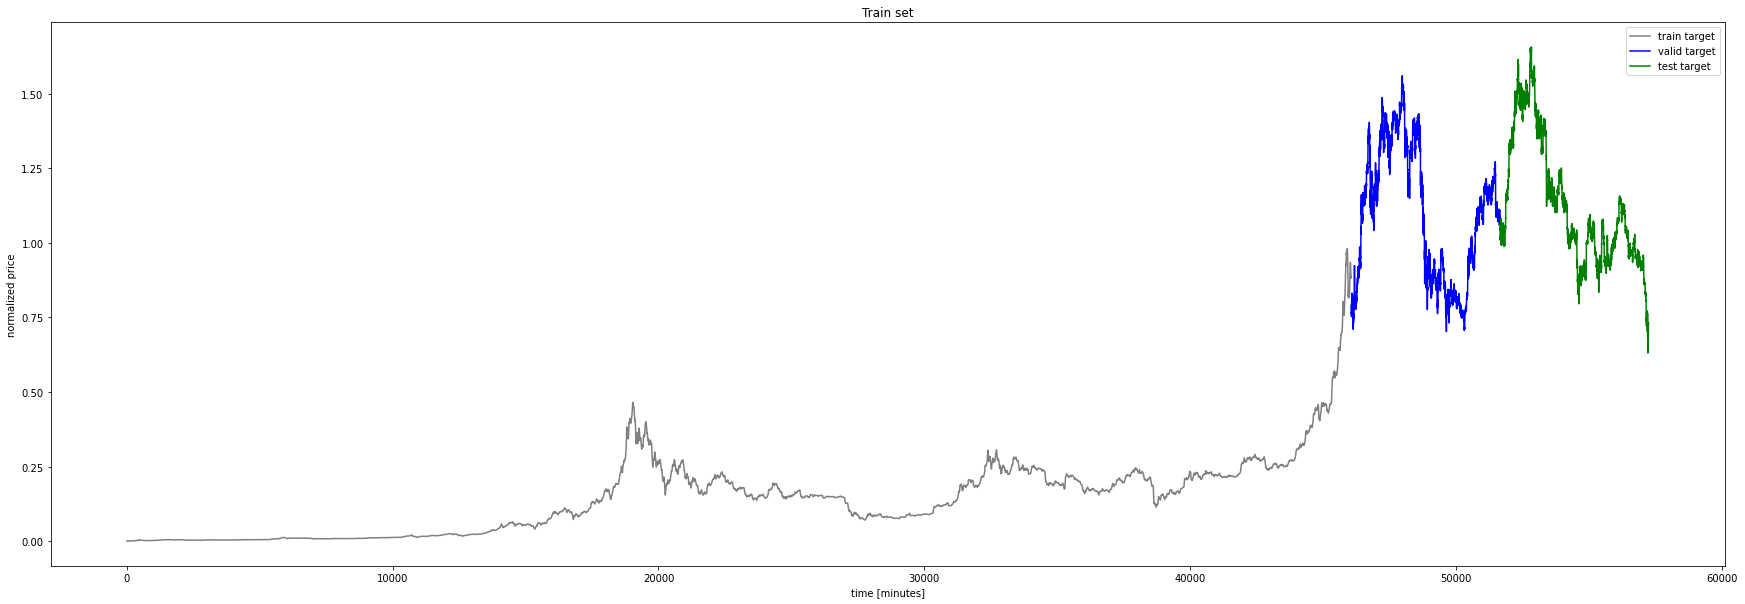 Train set
train target
valid target
test target
normalized price
1.50
1.25
1.00
0.75
0.50
0.25
0.00
0
10000
20000
30000
40000
50000
60000
time [minutes]